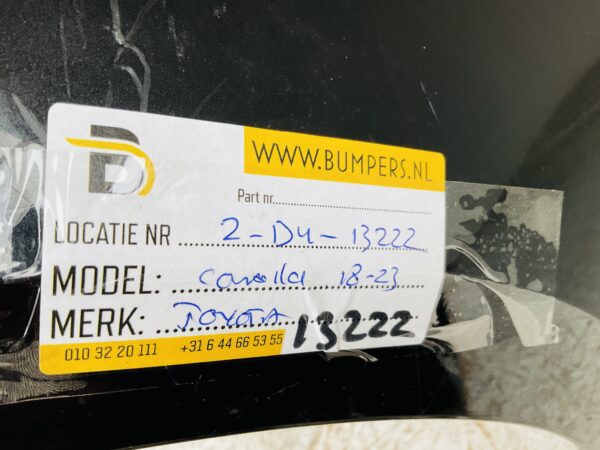 B
WWW.BUMPERS.NL
Part nr.
LOCATIE NR 2-D4-13222
MODEL: Corolla 18-23
MERK: TOYOTA
13222
010 32 20 111 +31 6 44 66 53 55